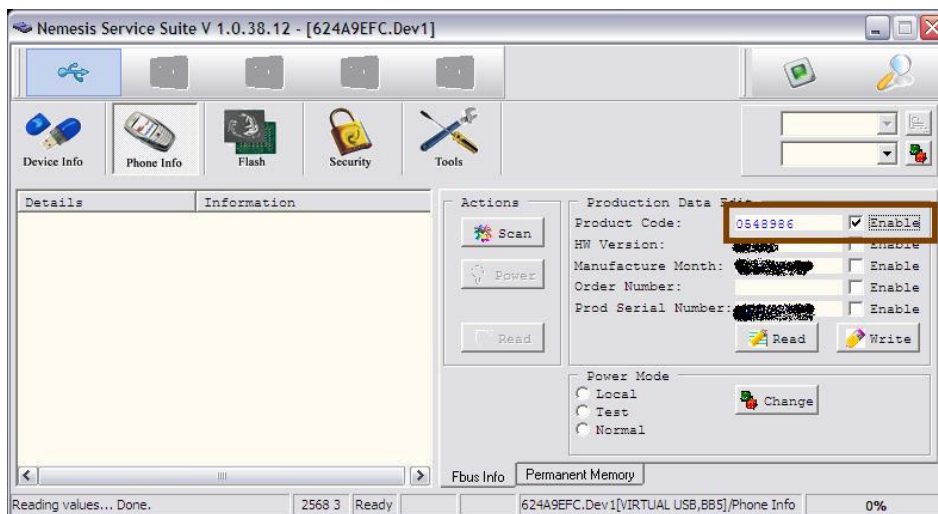 Nemesis Service Suite V 1.0.38.12 - [624A9EFC.Dev1]
Device Info
Phone Info
Flash
Security
Tools
Details Information
Actions
Scan
Power
Read
Production Data Edit
Product Code: 0548986 Enable
HW Version: Enable
Manufacture Month: Enable
Order Number: Enable
Prod Serial Number: Enable
Read Write
Power Mode
Local
Test
Normal
Change
Fbus Info Permanent Memory
Reading values... Done. 2568 3 Ready 624A9EFC.Dev1[VIRTUAL USB,BB5]/Phone Info 0%